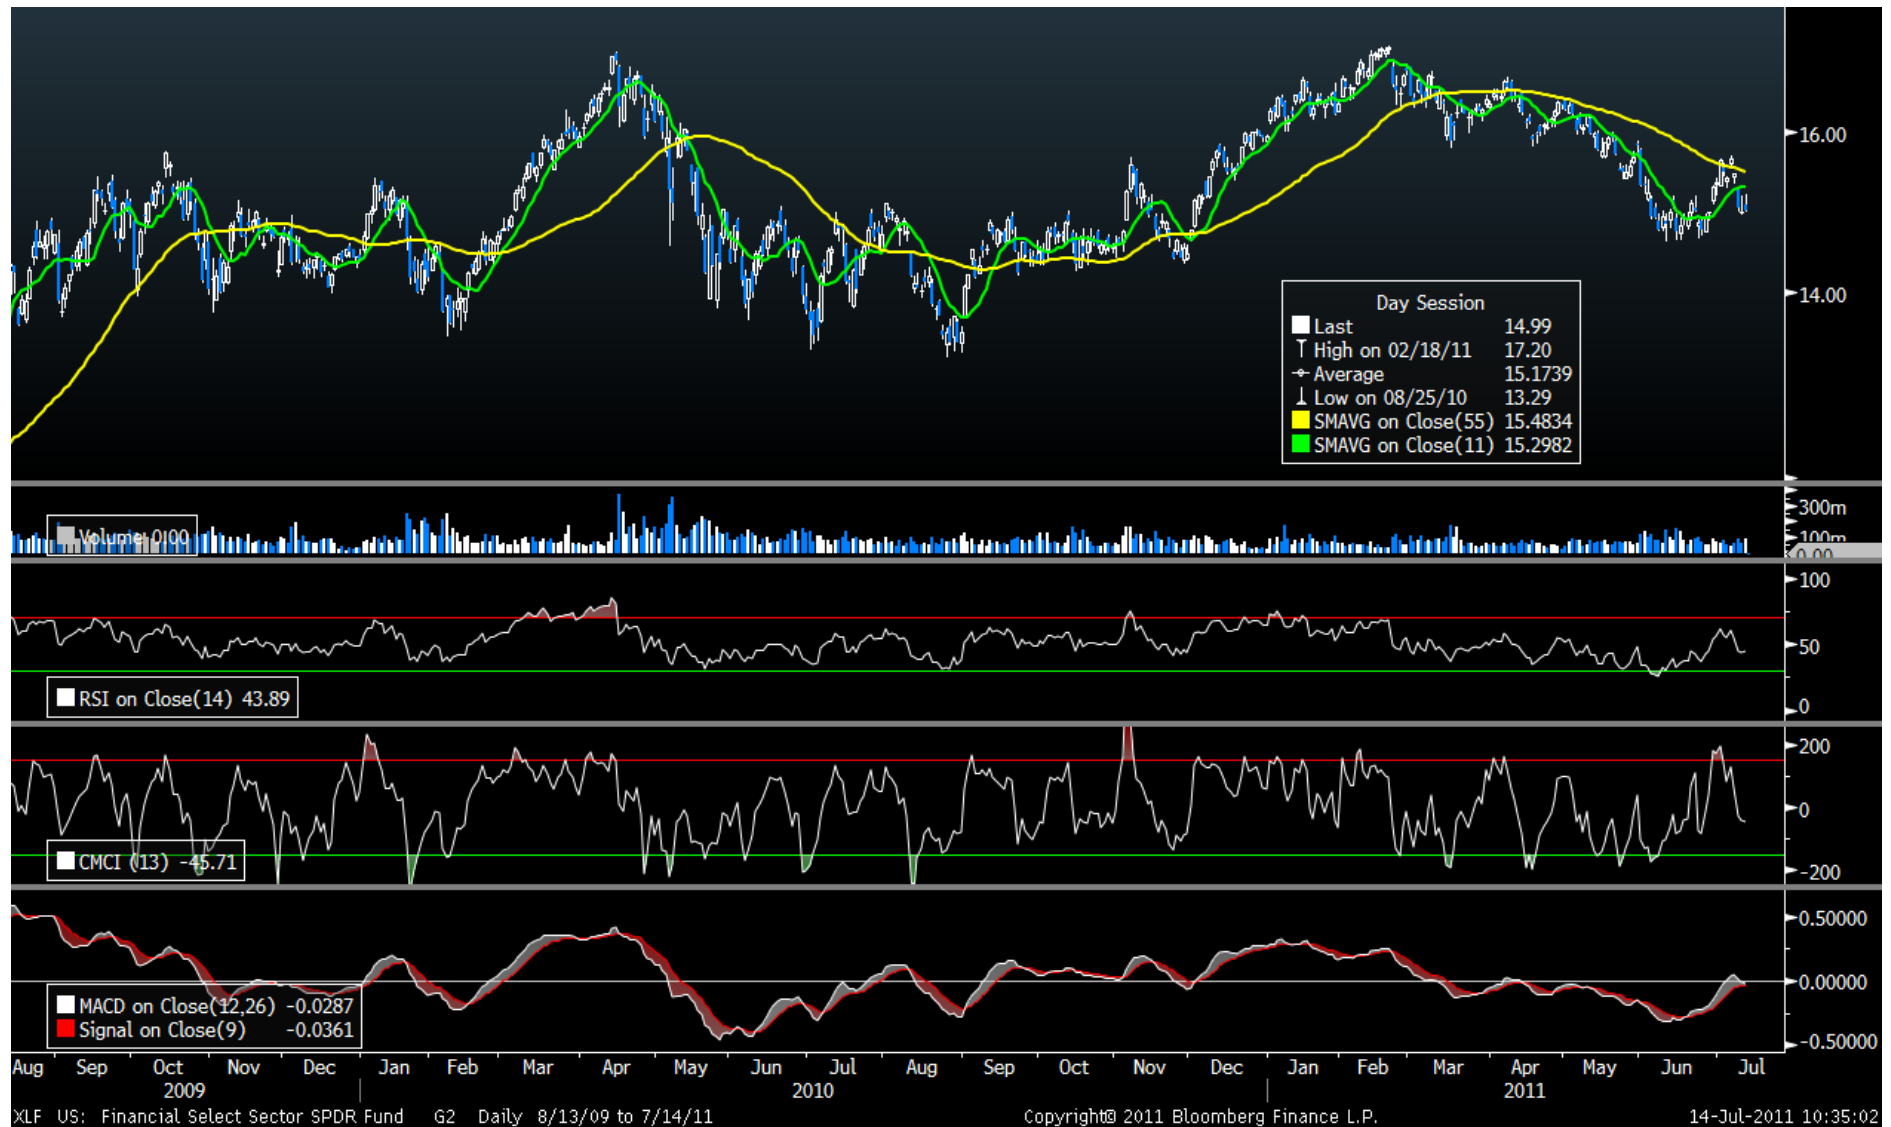 16.00
14.00
Day Session
Last 14.99
High on 02/18/11 17.20
Average 15.1739
Low on 08/25/10 13.29
SMAVG on Close(55) 15.4834
SMAVG on Close(11) 15.2982
300m
100m
0.00
Volume 0.00
100
50
0
RSI on Close(14) 43.89
200
0
-200
CMCI (13) -45.71
0.50000
0.00000
-0.50000
MACD on Close(12,26) -0.0287
Signal on Close(9) -0.0361
Aug Sep Oct Nov Dec Jan Feb Mar Apr May Jun Jul Aug Sep Oct Nov Dec Jan Feb Mar Apr May Jun Jul
2009 2010 2011
XLF US: Financial Select Sector SPDR Fund G2 Daily 8/13/09 to 7/14/11 Copyright© 2011 Bloomberg Finance L.P. 14-Jul-2011 10:35:02